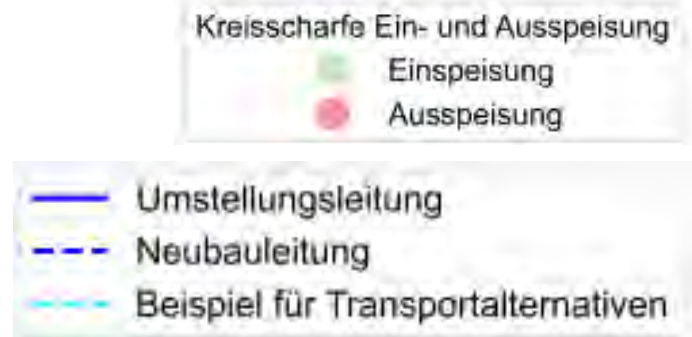 Kreisscharfe Ein- und Ausspeisung
Einspeisung
Ausspeisung
Umstellungsleitung
Neubauleitung
Beispiel für Transportalternativen